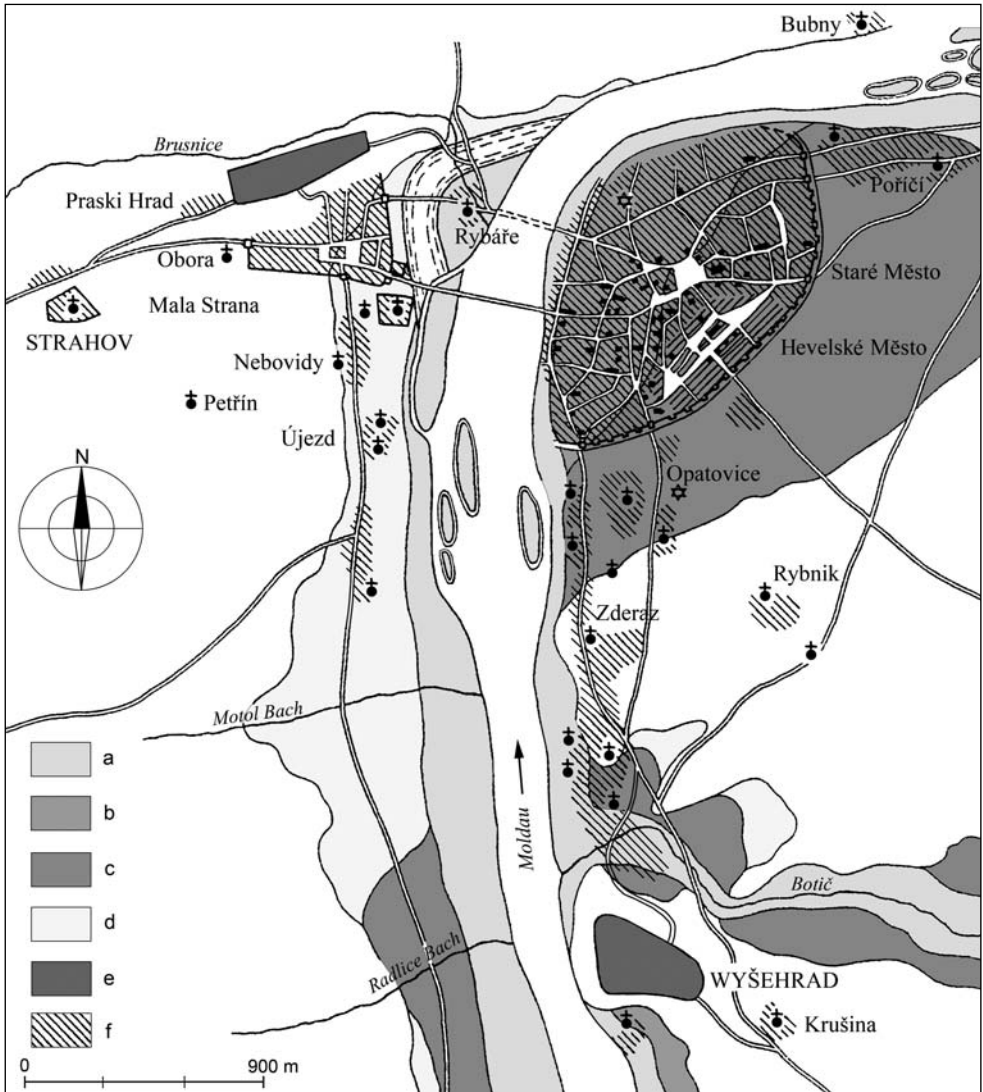 Bubny
Brusnice
Praski Hrad
Poříčí
Rybáře
Obora
Staré Město
Mala Strana
STRAHOV
Hevelské Město
Nebovidy
Petřín
Újezd
N
Opatovice
Rybnik
Zderaz
Motol Bach
a
b
Moldau
c
Botič
d
Radlice Bach
e
WYŠEHRAD
f
Krušina
0 900 m